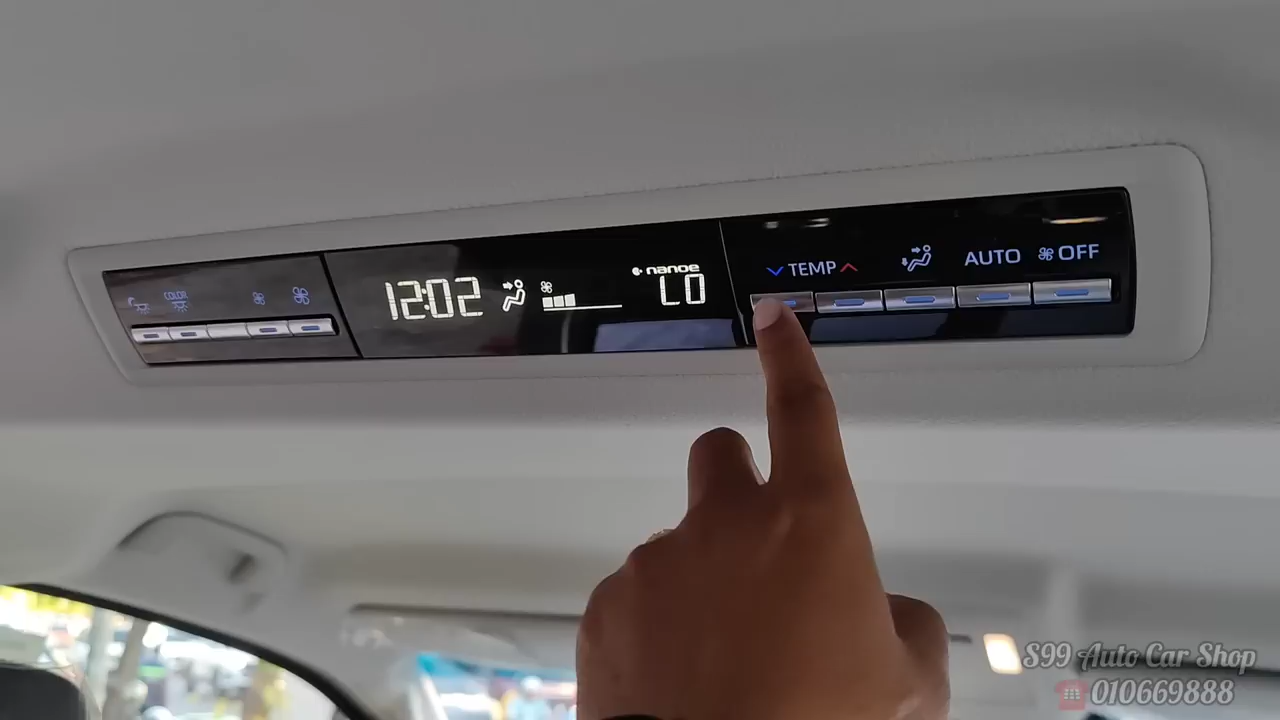 COLOR
12:02
nanoe
LO
TEMP
AUTO
OFF
S99 Auto Car Shop
010669888